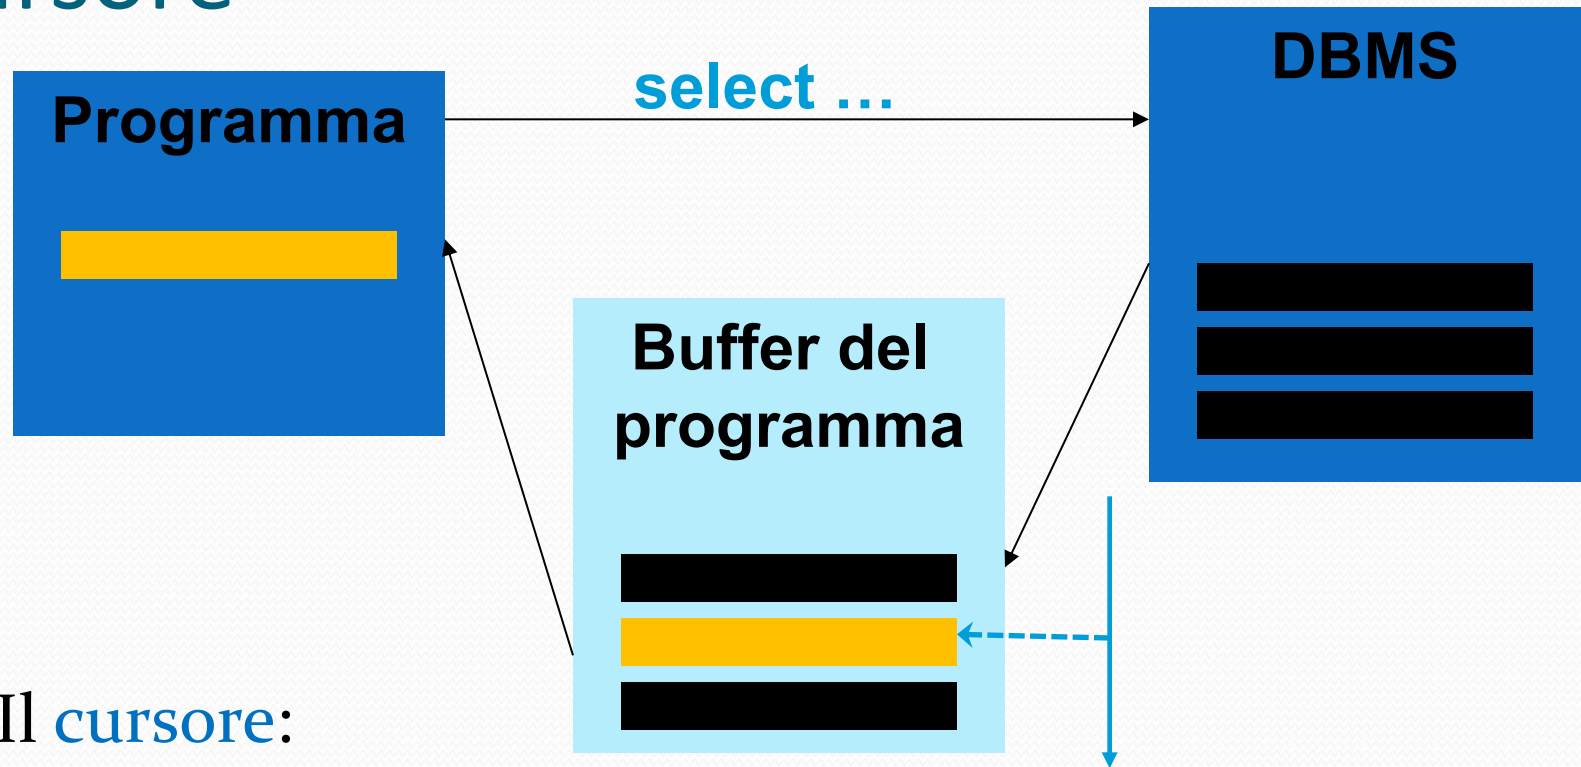 DBMS
select …
Programma
Buffer del
programma
Il cursore: